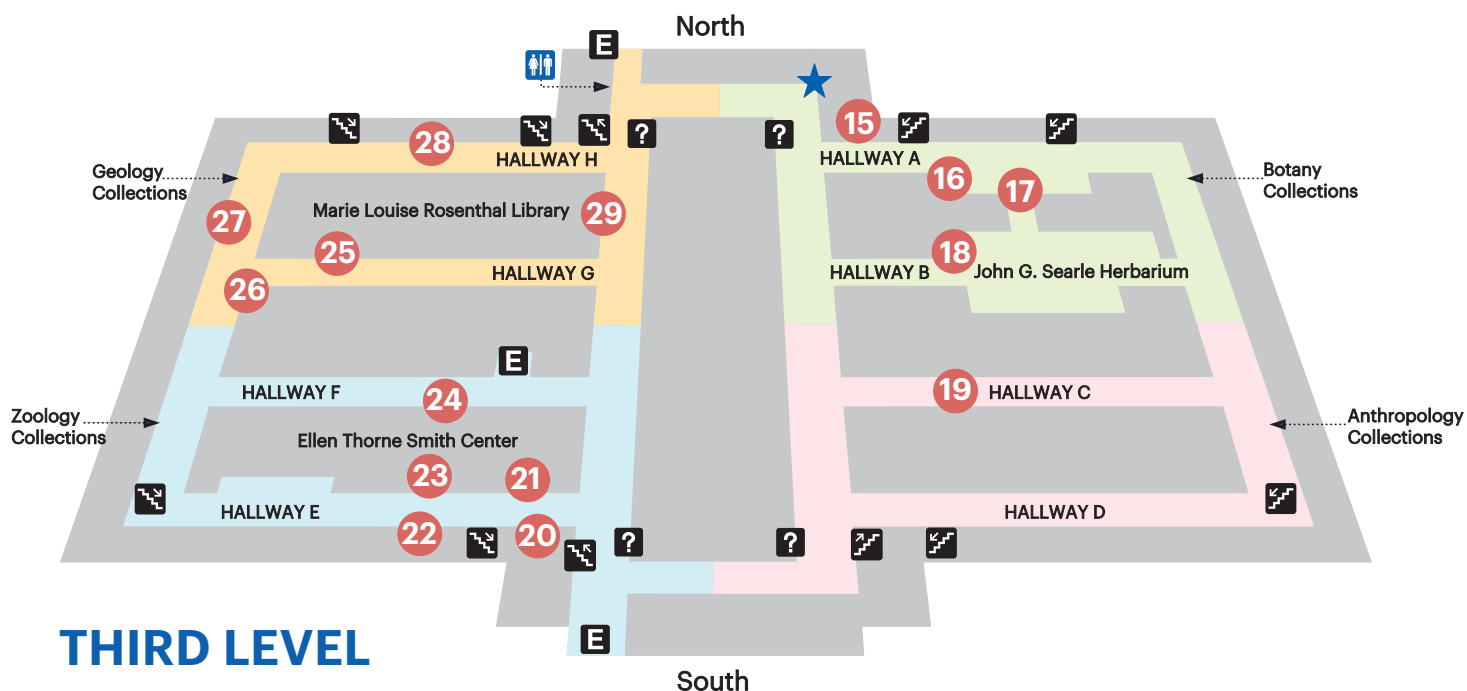 North
E
?
?
15
28
HALLWAY H
HALLWAY A
Geology
Collections
16
17
Botany
Collections
Marie Louise Rosenthal Library
29
27
25
18
HALLWAY G
HALLWAY B
John G. Searle Herbarium
26
E
HALLWAY F
24
19
HALLWAY C
Zoology
Collections
Anthropology
Collections
Ellen Thorne Smith Center
23
21
HALLWAY E
HALLWAY D
22
20
?
?
E
THIRD LEVEL
South